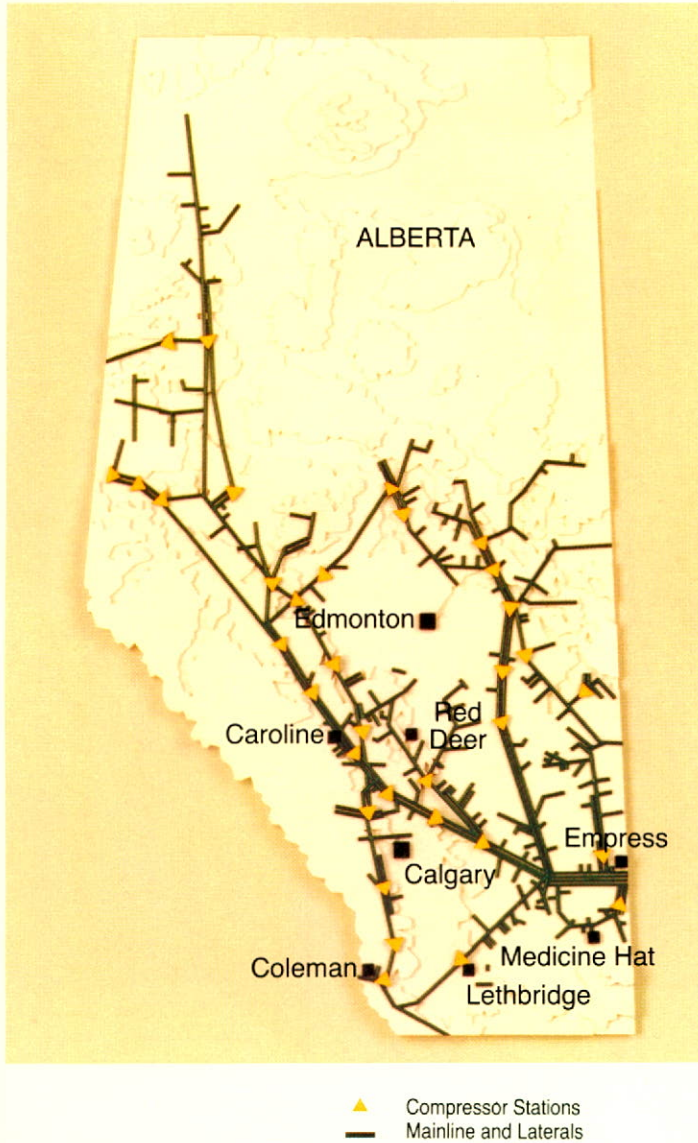 ALBERTA
Edmonton
Caroline
Red
Deer
Empress
Calgary
Medicine Hat
Coleman
Lethbridge
Compressor Stations
Mainline and Laterals